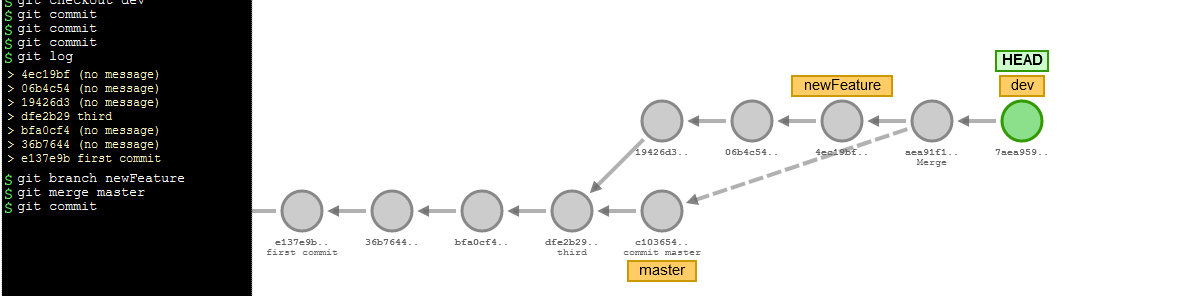 $ git checkout dev
$ git commit
$ git commit
$ git commit
$ git log
> 4ec19bf (no message)
> 06b4c54 (no message)
> 19426d3 (no message)
> dfe2b29 third
> bfa0cf4 (no message)
> 36b7644 (no message)
> e137e9b first commit
$ git branch newFeature
$ git merge master
$ git commit
HEAD
newFeature
dev
19426d3..
06b4c54..
4ec19bf..
aea91f1..
Merge
7aea959..
e137e9b..
first commit
36b7644..
bfa0cf4..
dfe2b29..
third
c103654..
commit master
master